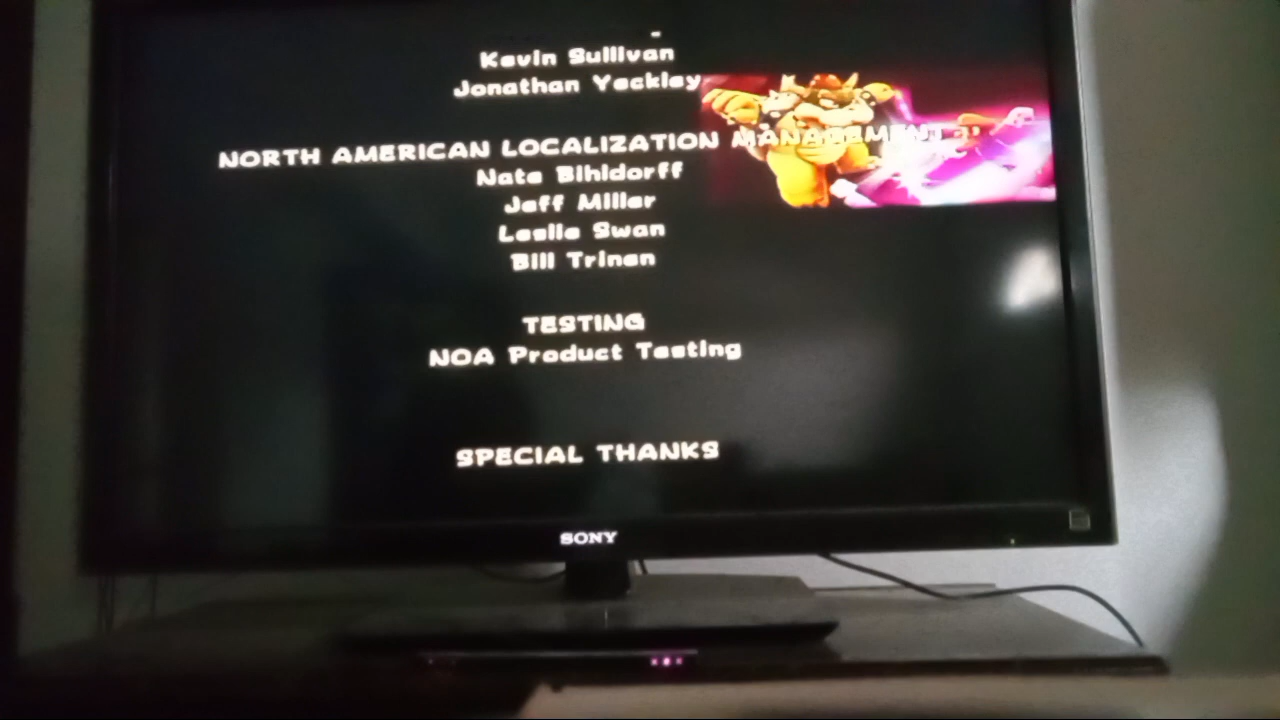 Kevin Sullivan
Jonathan Yeckley
NORTH AMERICAN LOCALIZATION MANAGEMENT
Nate Bihldorff
Jeff Miller
Leslie Swan
Bill Trinen
TESTING
NOA Product Testing
SPECIAL THANKS
SONY